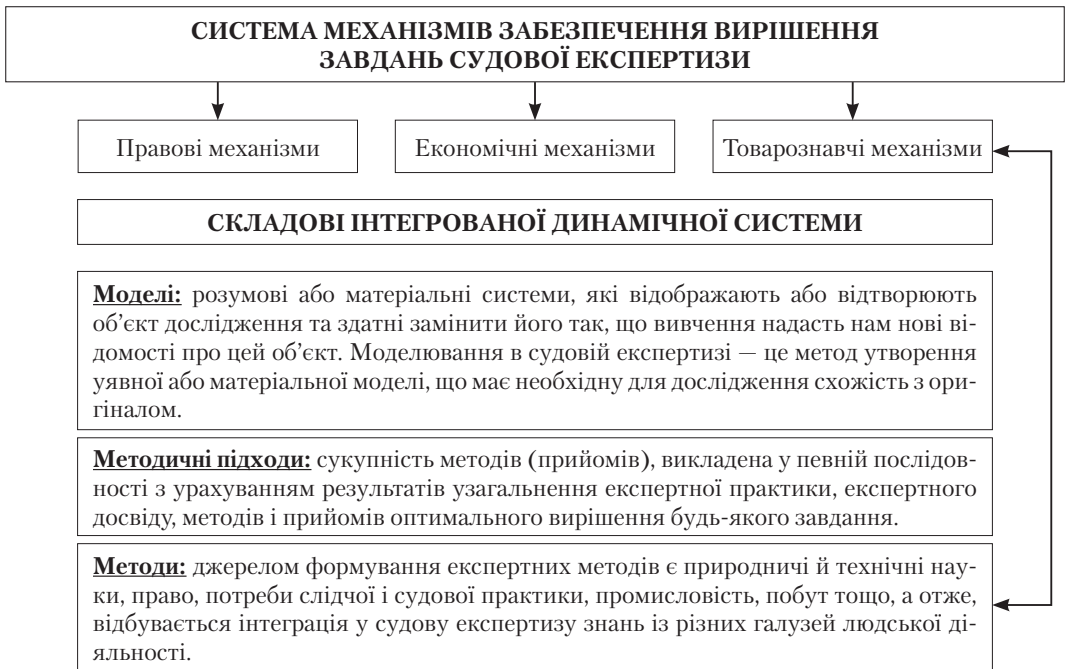 СИСТЕМА МЕХАНІЗМІВ ЗАБЕЗПЕЧЕННЯ ВИРІШЕННЯ
ЗАВДАНЬ СУДОВОЇ ЕКСПЕРТИЗИ
Правові механізми
Економічні механізми
Товарознавчі механізми
СКЛАДОВІ ІНТЕГРОВАНОЇ ДИНАМІЧНОЇ СИСТЕМИ
Моделі: розумові або матеріальні системи, які відображають або відтворюють
об’єкт дослідження та здатні замінити його так, що вивчення надасть нам нові ві-
домості про цей об’єкт. Моделювання в судовій експертизі — це метод утворення
уявної або матеріальної моделі, що має необхідну для дослідження схожість з ори-
гіналом.
Методичні підходи: сукупність методів (прийомів), викладена у певній послідов-
ності з урахуванням результатів узагальнення експертної практики, експертного
досвіду, методів і прийомів оптимального вирішення будь-якого завдання.
Методи: джерелом формування експертних методів є природничі й технічні нау-
ки, право, потреби слідчої і судової практики, промисловість, побут тощо, а отже,
відбувається інтеграція у судову експертизу знань із різних галузей людської ді-
яльності.